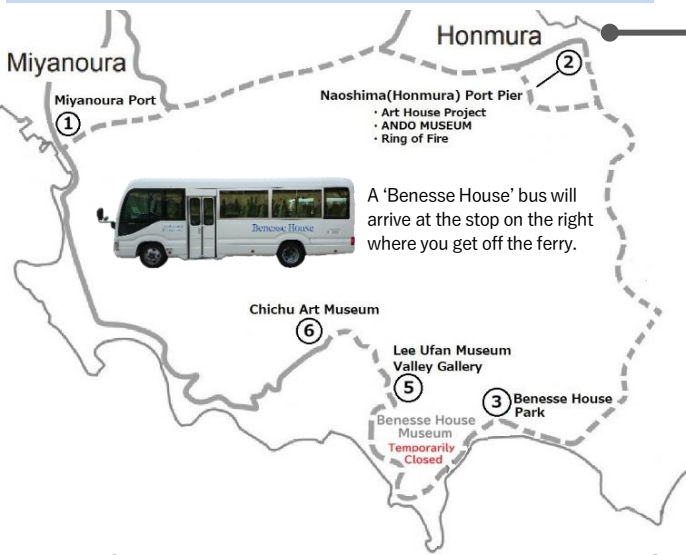 Honmura
Miyanoura
Miyanoura Port
1
2
Naoshima(Honmura) Port Pier
・Art House Project
・ANDO MUSEUM
・Ring of Fire
A ‘Benesse House’ bus will
arrive at the stop on the right
where you get off the ferry.
Benesse House
Chichu Art Museum
6
Lee Ufan Museum
Valley Gallery
5
3
Benesse House
Park
Benesse House
Museum
Temporarily
Closed